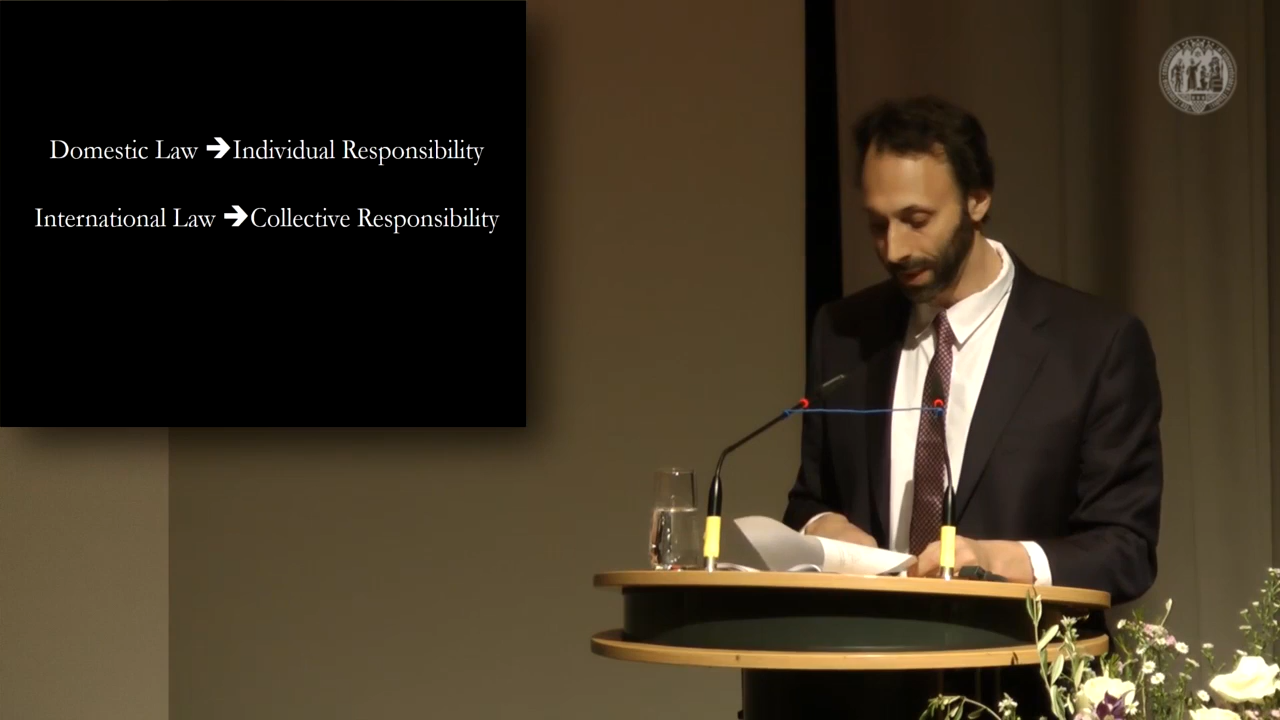 Domestic Law ➔Individual Responsibility
International Law ➔Collective Responsibility